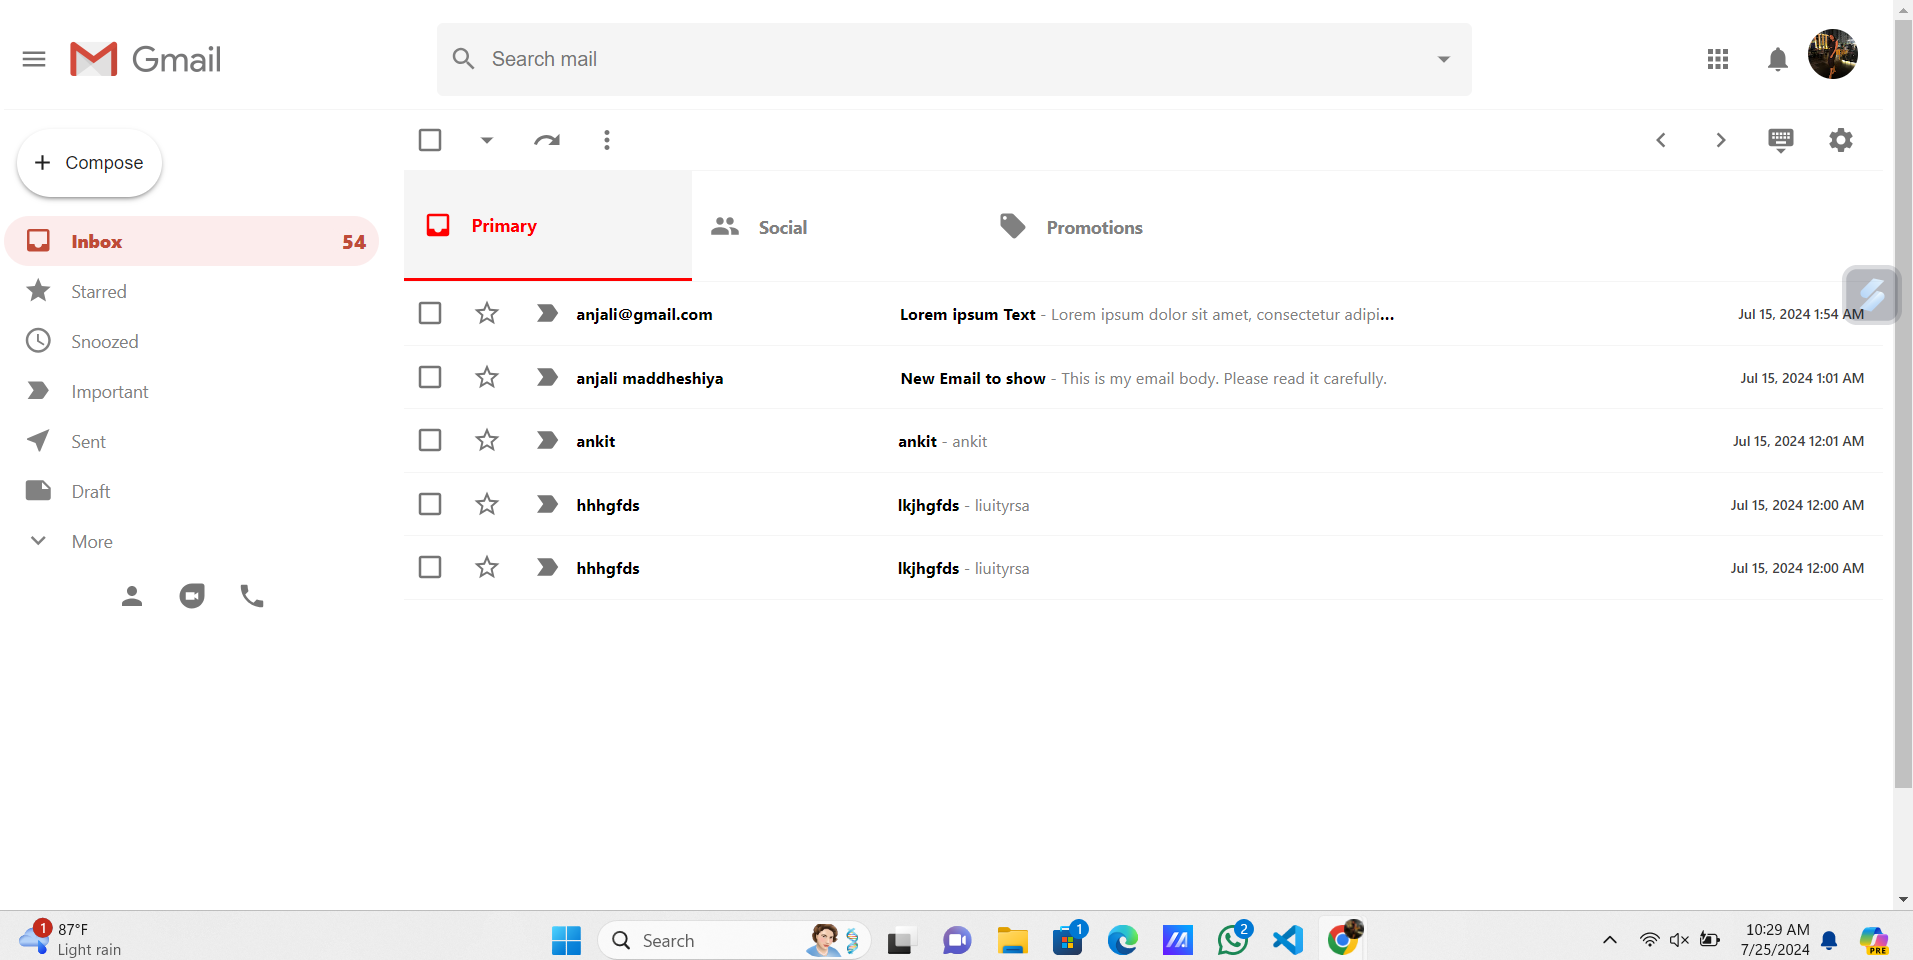 Gmail
Search mail
Compose
Inbox 54
Starred
Snoozed
Important
Sent
Draft
More
Primary
Social
Promotions
anjali@gmail.com Lorem ipsum Text - Lorem ipsum dolor sit amet, consectetur adipi... Jul 15, 2024 1:54 AM
anjali maddheshiya New Email to show - This is my email body. Please read it carefully. Jul 15, 2024 1:01 AM
ankit ankit - ankit Jul 15, 2024 12:01 AM
hhhgfds lkjhgfds - liuityrsa Jul 15, 2024 12:00 AM
hhhgfds lkjhgfds - liuityrsa Jul 15, 2024 12:00 AM
1
87°F
Light rain
Search
1
2
10:29 AM
7/25/2024
PRE